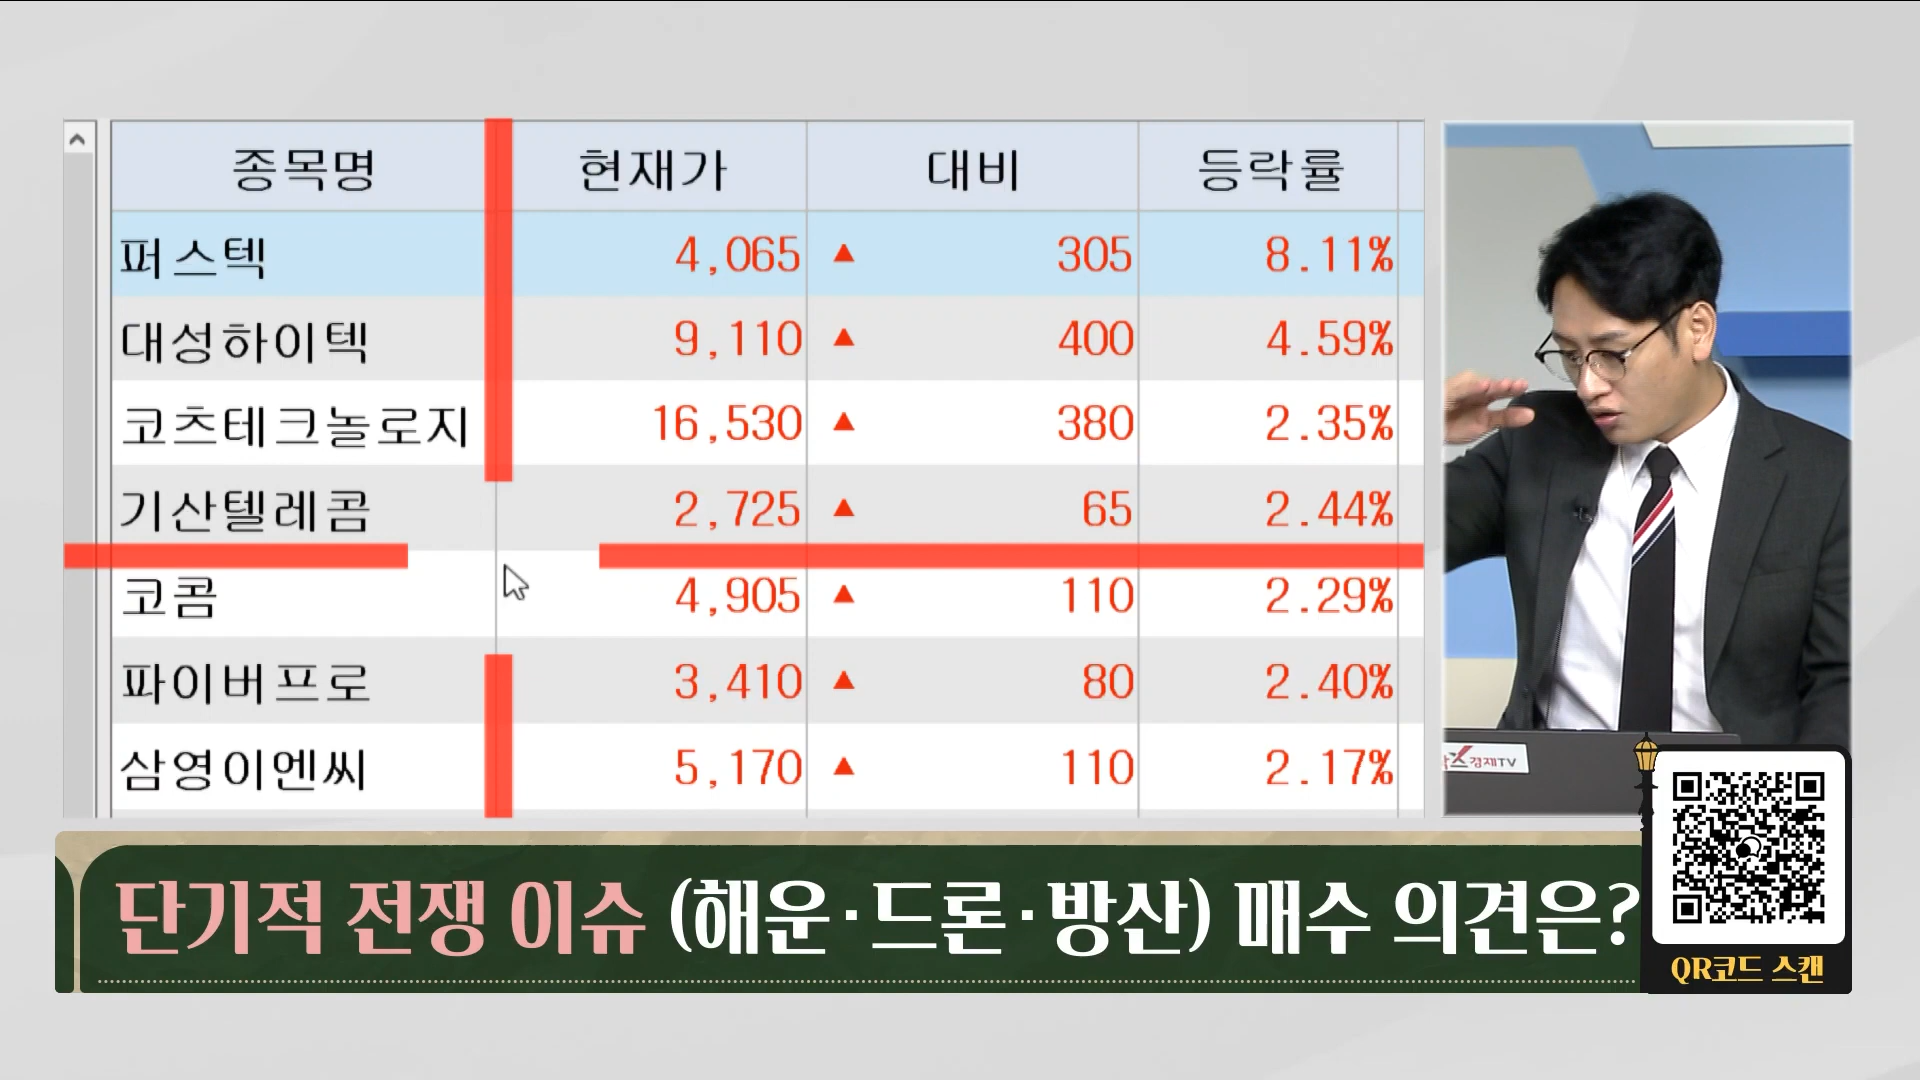 종목명 현재가 대비 등락률
퍼스텍 4,065 ▲ 305 8.11%
대성하이텍 9,110 ▲ 400 4.59%
코츠테크놀로지 16,530 ▲ 380 2.35%
기산텔레콤 2,725 ▲ 65 2.44%
코콤 4,905 ▲ 110 2.29%
파이버프로 3,410 ▲ 80 2.40%
삼영이엔씨 5,170 ▲ 110 2.17%
경제TV
단기적 전쟁 이슈 (해운·드론·방산) 매수 의견은?
QR코드 스캔